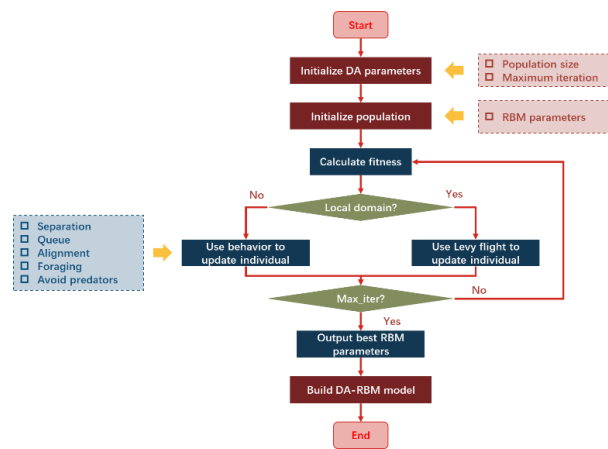 Start
Initialize DA parameters
Population size
Maximum iteration
Initialize population
RBM parameters
Calculate fitness
No
Yes
Local domain?
Separation
Queue
Alignment
Foraging
Avoid predators
Use behavior to
update individual
Use Levy flight to
update individual
Max_iter?
No
Yes
Output best RBM
parameters
Build DA-RBM model
End